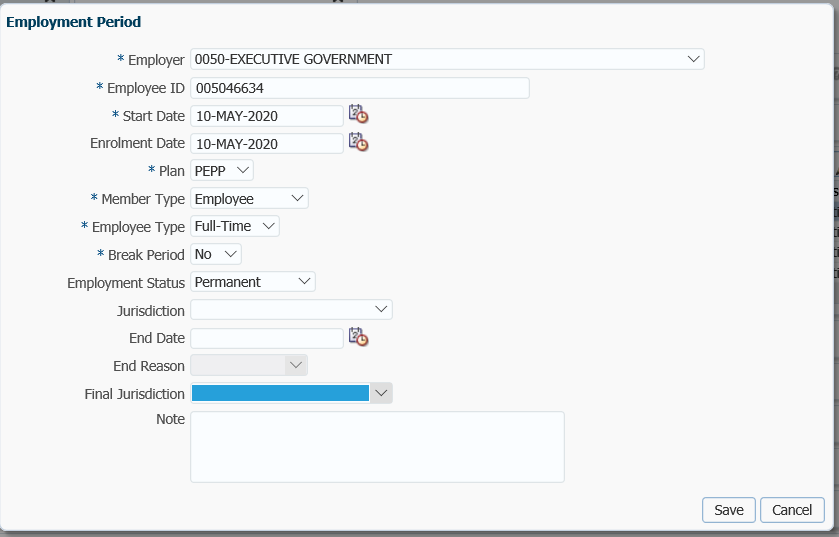 Employment Period
* Employer 0050-EXECUTIVE GOVERNMENT
* Employee ID 005046634
* Start Date 10-MAY-2020
Enrolment Date 10-MAY-2020
* Plan PEPP
* Member Type Employee
* Employee Type Full-Time
* Break Period No
Employment Status Permanent
Jurisdiction
End Date
End Reason
Final Jurisdiction
Note
Save Cancel